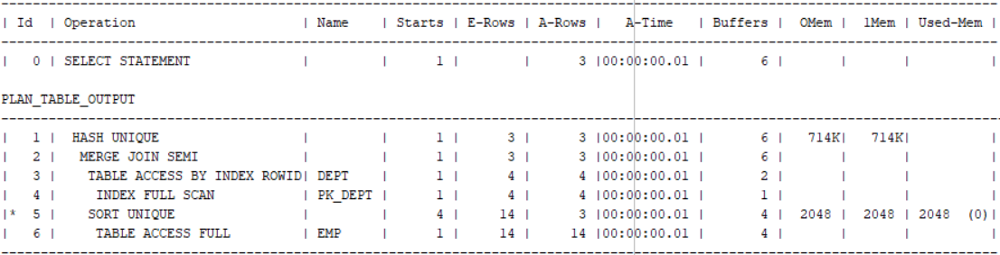 ----------------------------------------------------------------------------------------------------------------
| Id  | Operation                    | Name    | Starts | E-Rows | A-Rows |   A-Time   | Buffers |  OMem |  1Mem | Used-Mem |
----------------------------------------------------------------------------------------------------------------
|   0 | SELECT STATEMENT             |         |      1 |        |      3 |00:00:00.01 |       6 |       |       |          |
PLAN_TABLE_OUTPUT
----------------------------------------------------------------------------------------------------------------
|   1 |  HASH UNIQUE                 |         |      1 |      3 |      3 |00:00:00.01 |       6 |   714K|   714K|          |
|   2 |   MERGE JOIN SEMI            |         |      1 |      3 |      3 |00:00:00.01 |       6 |       |       |          |
|   3 |    TABLE ACCESS BY INDEX ROWID| DEPT    |      1 |      4 |      4 |00:00:00.01 |       2 |       |       |          |
|   4 |     INDEX FULL SCAN          | PK_DEPT |      1 |      4 |      4 |00:00:00.01 |       1 |       |       |          |
|*  5 |    SORT UNIQUE               |         |      4 |     14 |      3 |00:00:00.01 |       4 |  2048 |  2048 | 2048  (0)|
|   6 |     TABLE ACCESS FULL        | EMP     |      1 |     14 |     14 |00:00:00.01 |       4 |       |       |          |
----------------------------------------------------------------------------------------------------------------